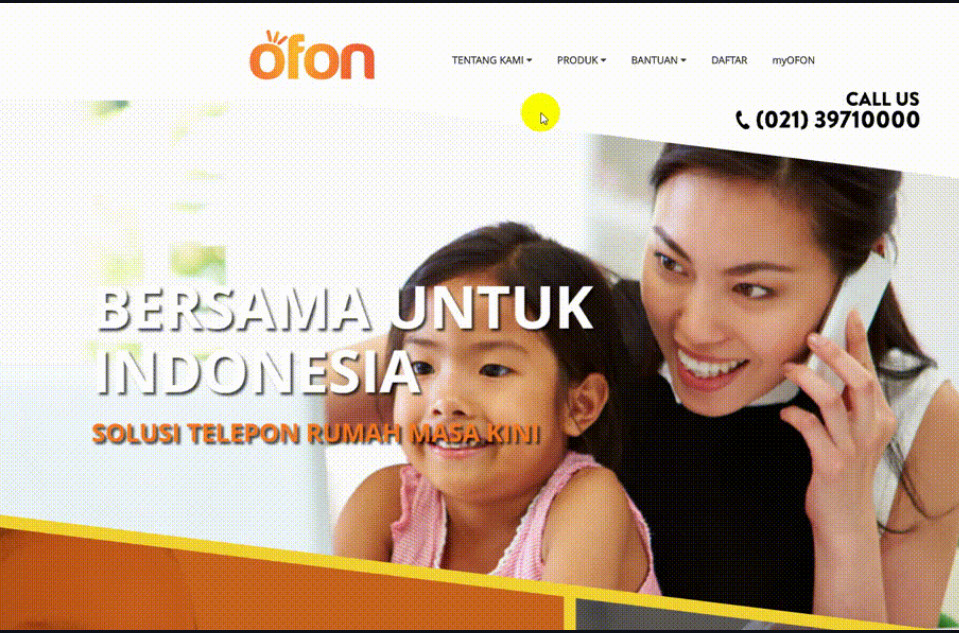 ofon
TENTANG KAMI
PRODUK
BANTUAN
DAFTAR
myOFON
CALL US
(021) 39710000
BERSAMA UNTUK
INDONESIA
SOLUSI TELEPON RUMAH MASA KINI